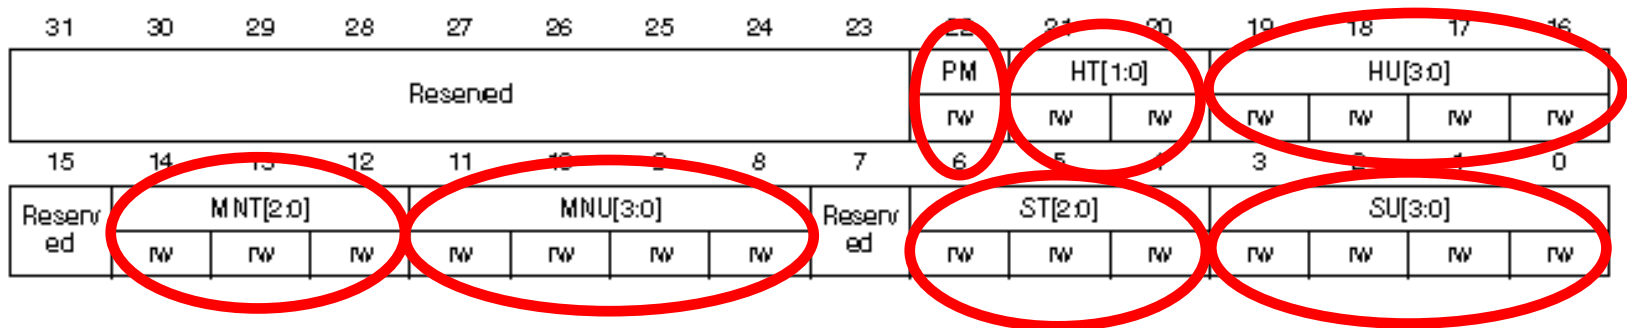 31 30 29 28 27 26 25 24 23 22 21 20 19 18 17 16
Reserved PM HT[1:0] HU[3:0]
rw rw rw rw rw rw rw
15 14 13 12 11 10 9 8 7 6 5 4 3 2 1 0
Reserv MNT[2:0] MNU[3:0] Reserv ST[2:0] SU[3:0]
ed rw rw rw rw rw rw rw ed rw rw rw rw rw rw rw